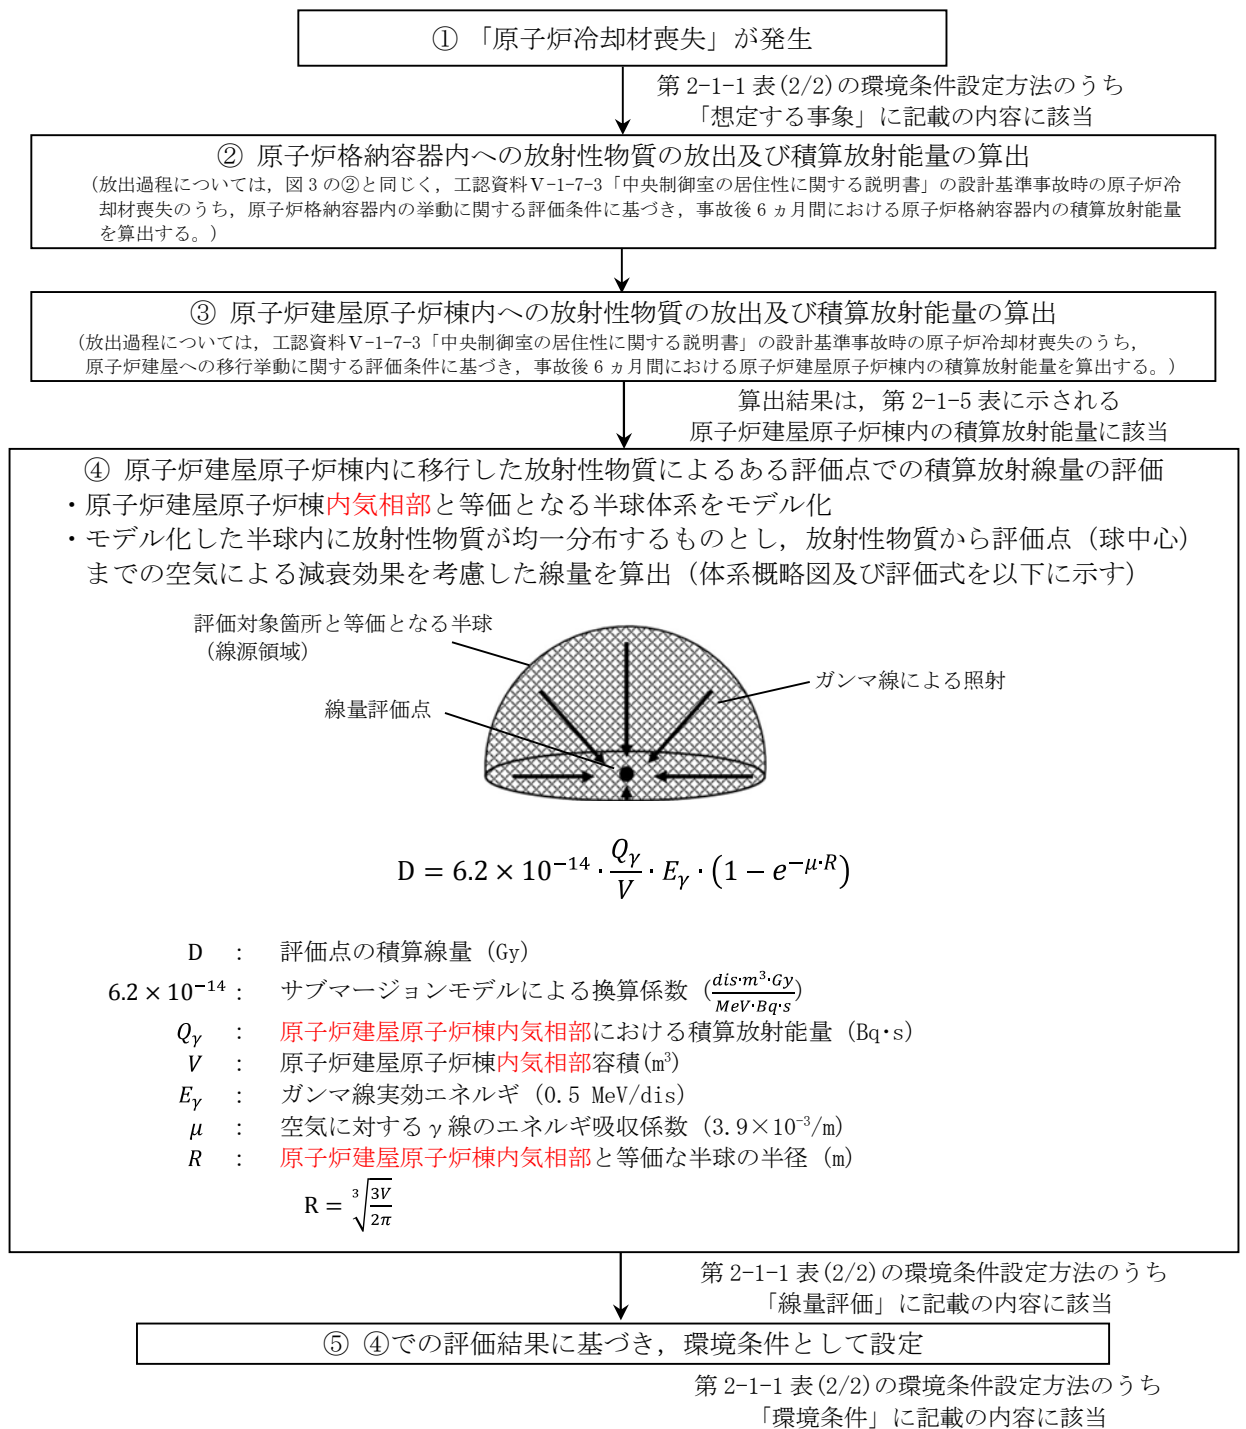 ① 「原子炉冷却材喪失」が発生
第 2-1-1 表(2/2)の環境条件設定方法のうち
「想定する事象」に記載の内容に該当
② 原子炉格納容器内への放射性物質の放出及び積算放射能量の算出
(放出過程については，図 3 の②と同じく，工認資料Ⅴ-1-7-3「中央制御室の居住性に関する説明書」の設計基準事故時の原子炉冷
却材喪失のうち，原子炉格納容器内の挙動に関する評価条件に基づき，事故後 6 ヵ月間における原子炉格納容器内の積算放射能量
を算出する。)
③ 原子炉建屋原子炉棟内への放射性物質の放出及び積算放射能量の算出
(放出過程については，工認資料Ⅴ-1-7-3「中央制御室の居住性に関する説明書」の設計基準事故時の原子炉冷却材喪失のうち，
原子炉建屋への移行挙動に関する評価条件に基づき，事故後 6 ヵ月間における原子炉建屋原子炉棟内の積算放射能量を算出する。)
算出結果は，第 2-1-5 表に示される
原子炉建屋原子炉棟内の積算放射能量に該当
④ 原子炉建屋原子炉棟内に移行した放射性物質によるある評価点での積算放射線量の評価
・原子炉建屋原子炉棟内気相部と等価となる半球体系をモデル化
・モデル化した半球内に放射性物質が均一分布するものとし，放射性物質から評価点（球中心）
までの空気による減衰効果を考慮した線量を算出（体系概略図及び評価式を以下に示す）
評価対象箇所と等価となる半球
（線源領域）
ガンマ線による照射
線量評価点
D = 6.2 × 10⁻¹⁴ · Qγ/V · Eγ · (1 − e^(−μ·R))
D : 評価点の積算線量 (Gy)
6.2 × 10⁻¹⁴ : サブマージョンモデルによる換算係数 (dis·m³·Gy/MeV·Bq·s)
Qγ : 原子炉建屋原子炉棟内気相部における積算放射能量 (Bq・s)
V : 原子炉建屋原子炉棟内気相部容積(m³)
Eγ : ガンマ線実効エネルギ (0.5 MeV/dis)
μ : 空気に対するγ線のエネルギ吸収係数 (3.9×10⁻³/m)
R : 原子炉建屋原子炉棟内気相部と等価な半球の半径 (m)
R = ³√(3V/2π)
第 2-1-1 表(2/2)の環境条件設定方法のうち
「線量評価」に記載の内容に該当
⑤ ④での評価結果に基づき，環境条件として設定
第 2-1-1 表(2/2)の環境条件設定方法のうち
「環境条件」に記載の内容に該当